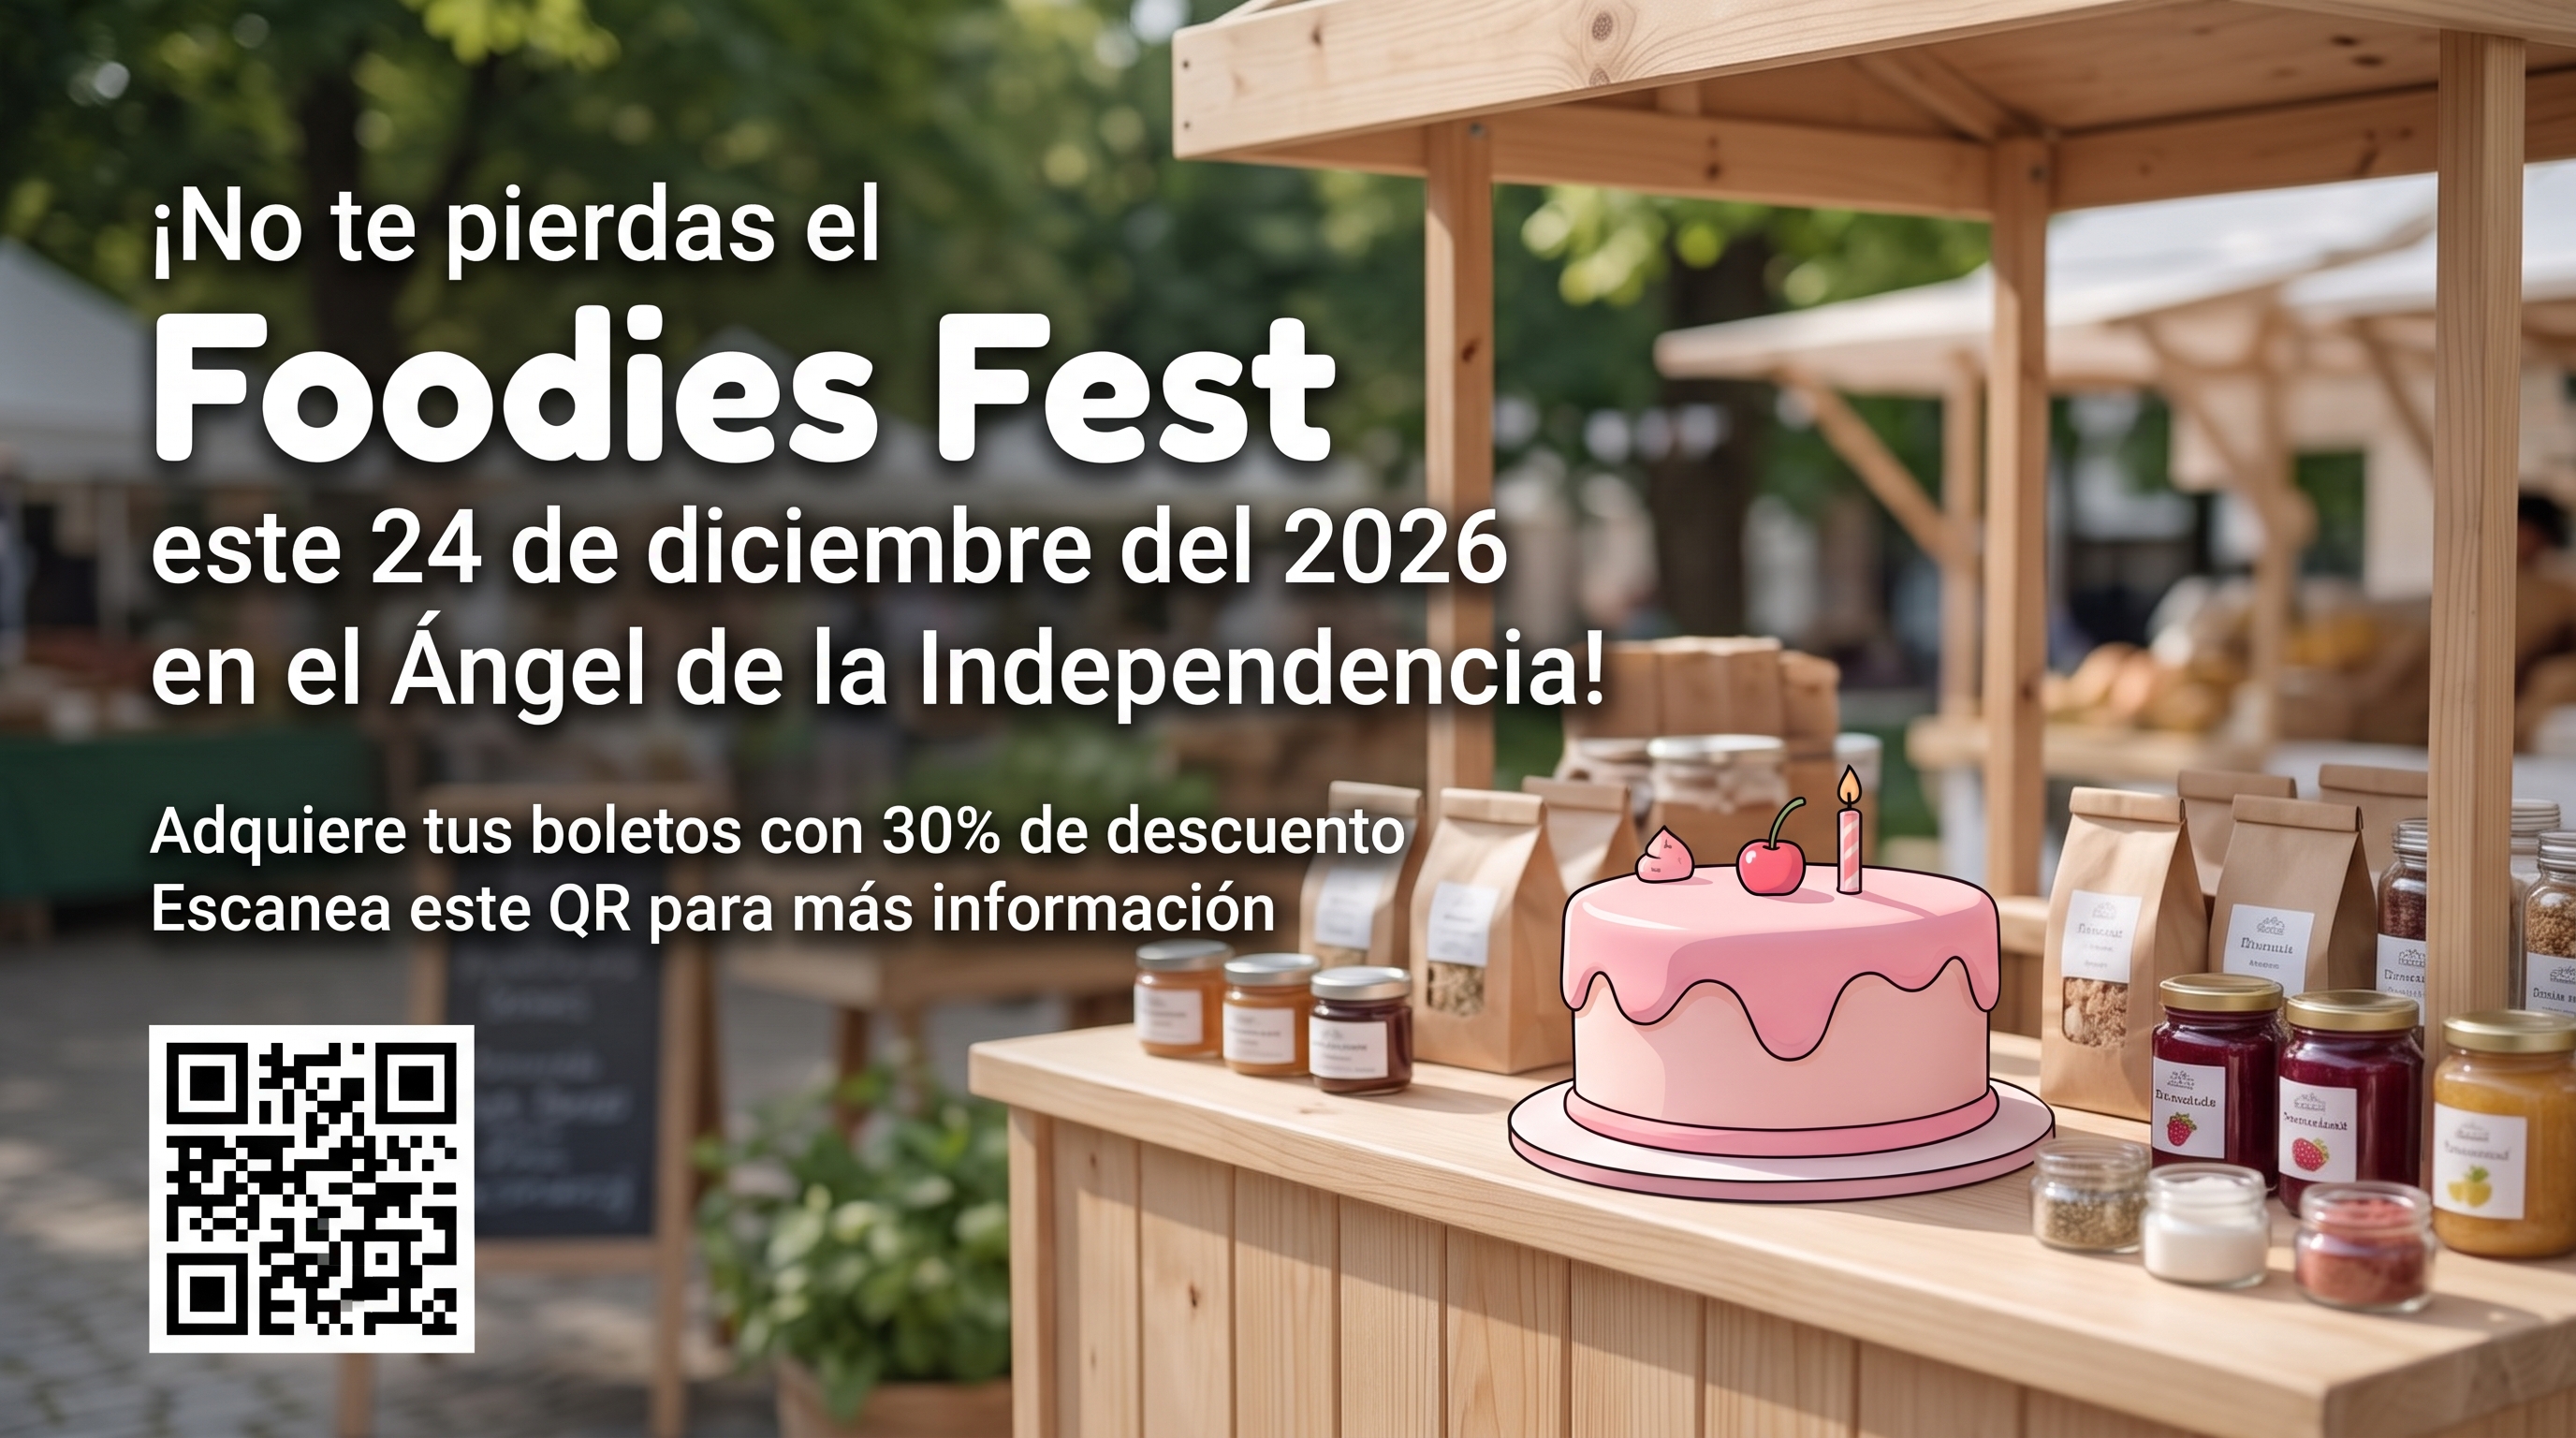 ¡No te pierdas el
Foodies Fest
este 24 de diciembre del 2026
en el Ángel de la Independencia!
Adquiere tus boletos con 30% de descuento
Escanea este QR para más información